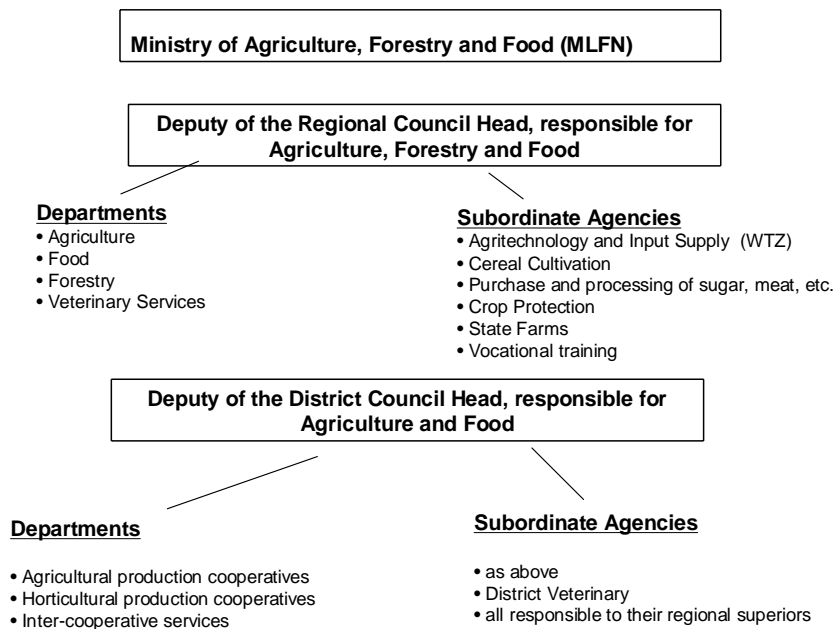 Ministry of Agriculture, Forestry and Food (MLFN)
Deputy of the Regional Council Head, responsible for
Agriculture, Forestry and Food
Departments
• Agriculture
• Food
• Forestry
• Veterinary Services
Subordinate Agencies
• Agritechnology and Input Supply (WTZ)
• Cereal Cultivation
• Purchase and processing of sugar, meat, etc.
• Crop Protection
• State Farms
• Vocational training
Deputy of the District Council Head, responsible for
Agriculture and Food
Departments
• Agricultural production cooperatives
• Horticultural production cooperatives
• Inter-cooperative services
Subordinate Agencies
• as above
• District Veterinary
• all responsible to their regional superiors